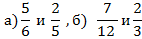 а) 5/6 и 2/5 , б) 7/12 и 2/3